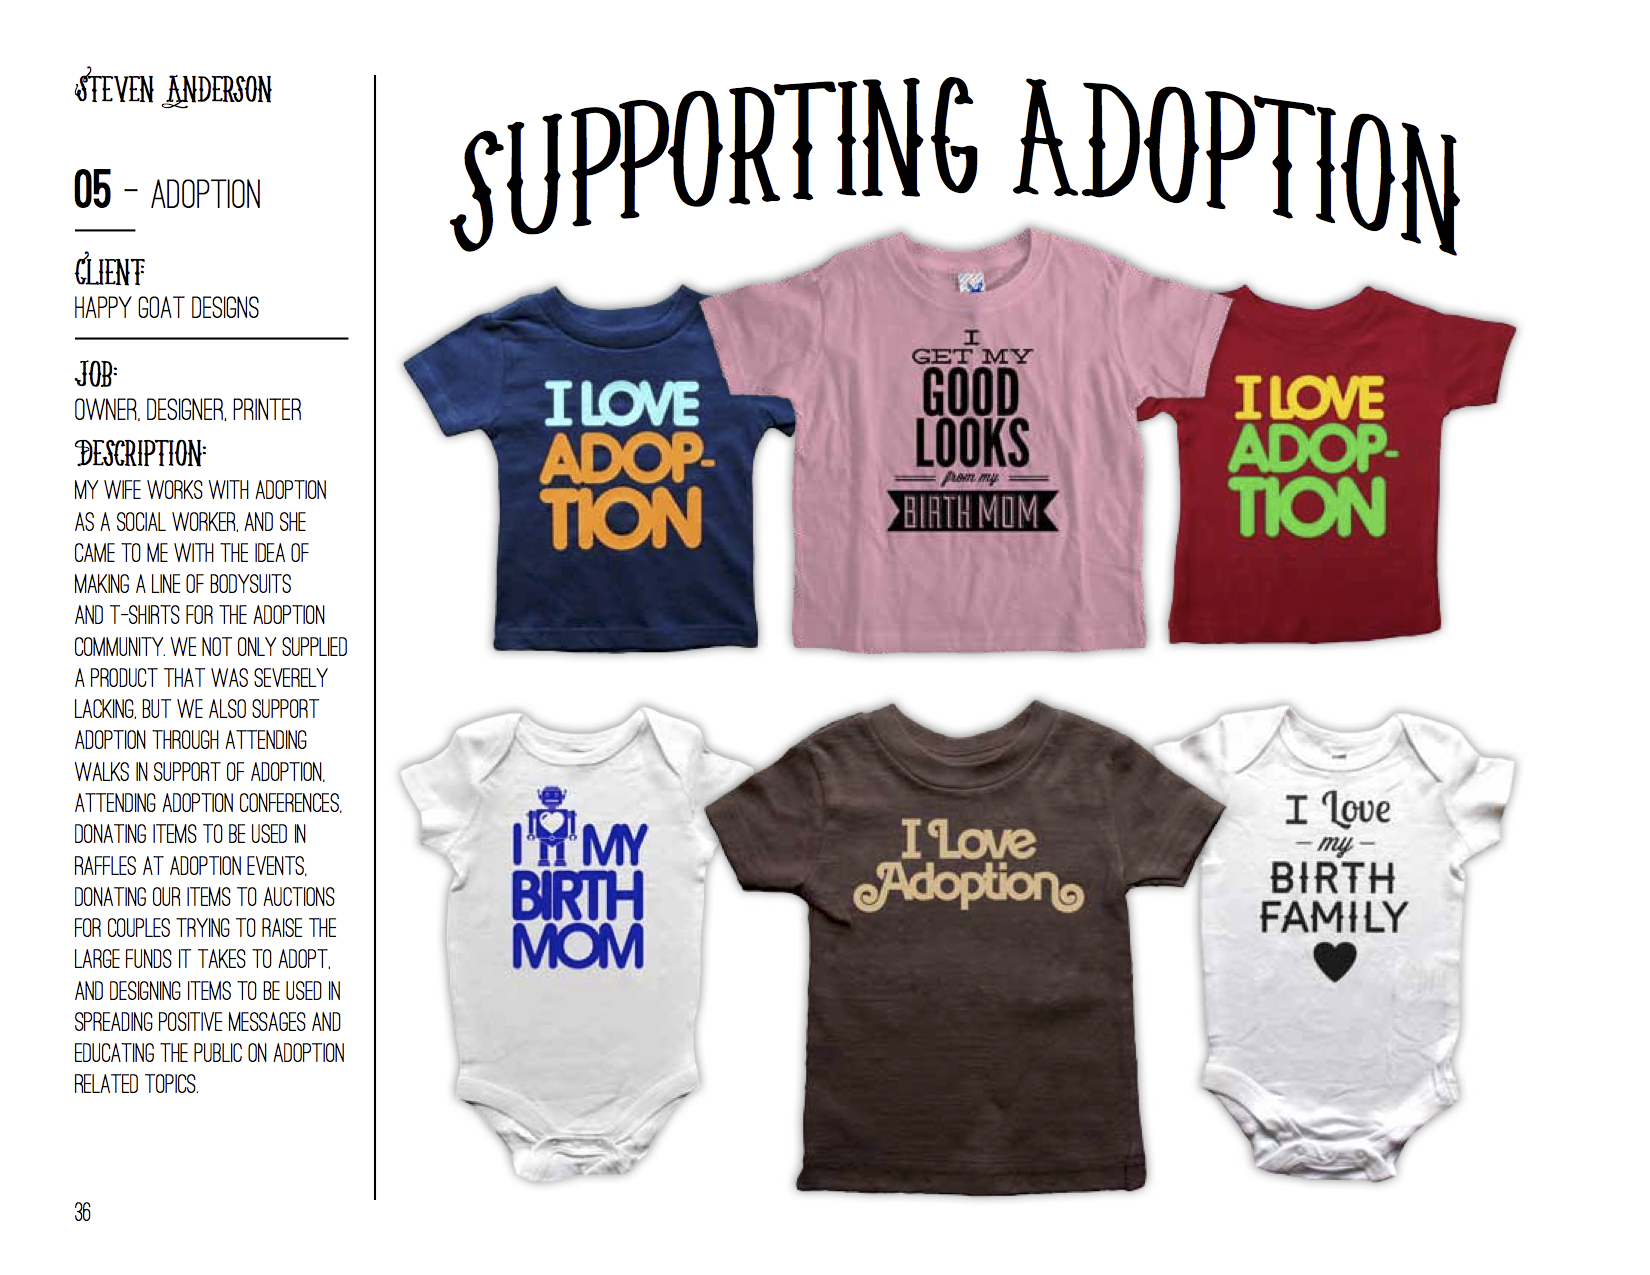 Steven Anderson
05 - ADOPTION
Client
HAPPY GOAT DESIGNS
Job:
OWNER, DESIGNER, PRINTER
Description:
MY WIFE WORKS WITH ADOPTION
AS A SOCIAL WORKER, AND SHE
CAME TO ME WITH THE IDEA OF
MAKING A LINE OF BODYSUITS
AND T-SHIRTS FOR THE ADOPTION
COMMUNITY. WE NOT ONLY SUPPLIED
A PRODUCT THAT WAS SEVERELY
LACKING, BUT WE ALSO SUPPORT
ADOPTION THROUGH ATTENDING
WALKS IN SUPPORT OF ADOPTION,
ATTENDING ADOPTION CONFERENCES,
DONATING ITEMS TO BE USED IN
RAFFLES AT ADOPTION EVENTS,
DONATING OUR ITEMS TO AUCTIONS
FOR COUPLES TRYING TO RAISE THE
LARGE FUNDS IT TAKES TO ADOPT,
AND DESIGNING ITEMS TO BE USED IN
SPREADING POSITIVE MESSAGES AND
EDUCATING THE PUBLIC ON ADOPTION
RELATED TOPICS.
36
SUPPORTING ADOPTION
I LOVE
ADOP-
TION
I
GET MY
GOOD
LOOKS
from my
BIRTH MOM
I LOVE
ADOP-
TION
I MY
BIRTH
MOM
I Love
Adoption
I Love
- my -
BIRTH
FAMILY